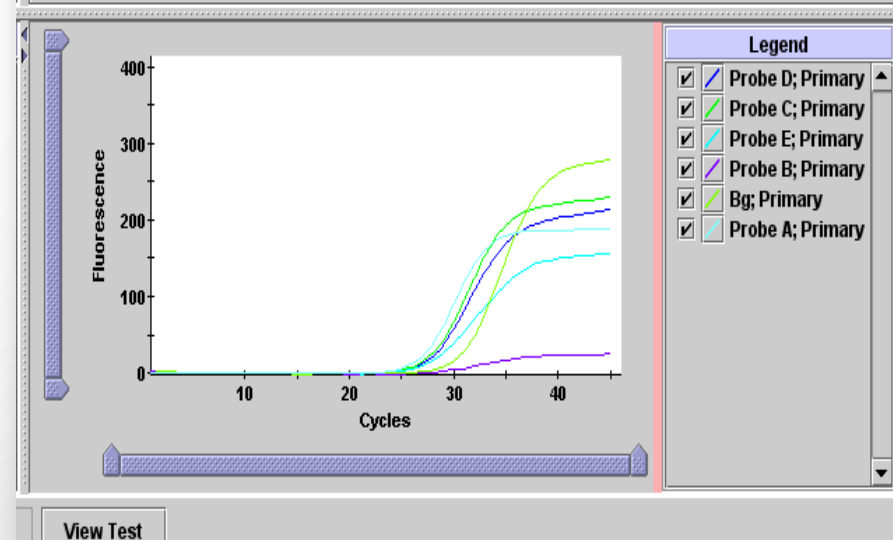 400
300
200
100
0
Fluorescence
10 20 30 40
Cycles
Legend
Probe D; Primary
Probe C; Primary
Probe E; Primary
Probe B; Primary
Bg; Primary
Probe A; Primary
View Test